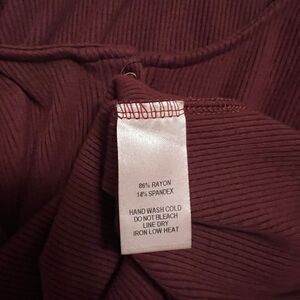 86% RAYON
14% SPANDEX
HAND WASH COLD
DO NOT BLEACH
LINE DRY
IRON LOW HEAT